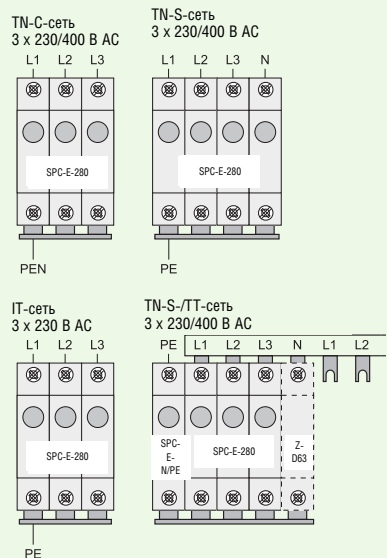 TN-C-сеть
3 x 230/400 В AC
L1 L2 L3
SPC-E-280
PEN
TN-S-сеть
3 x 230/400 В AC
L1 L2 L3 N
SPC-E-280
PE
IT-сеть
3 x 230 В AC
L1 L2 L3
SPC-E-280
PE
TN-S-/TT-сеть
3 x 230/400 В AC
PE L1 L2 L3 N L1 L2
SPC-
E-
N/PE
SPC-E-280
Z-
D63